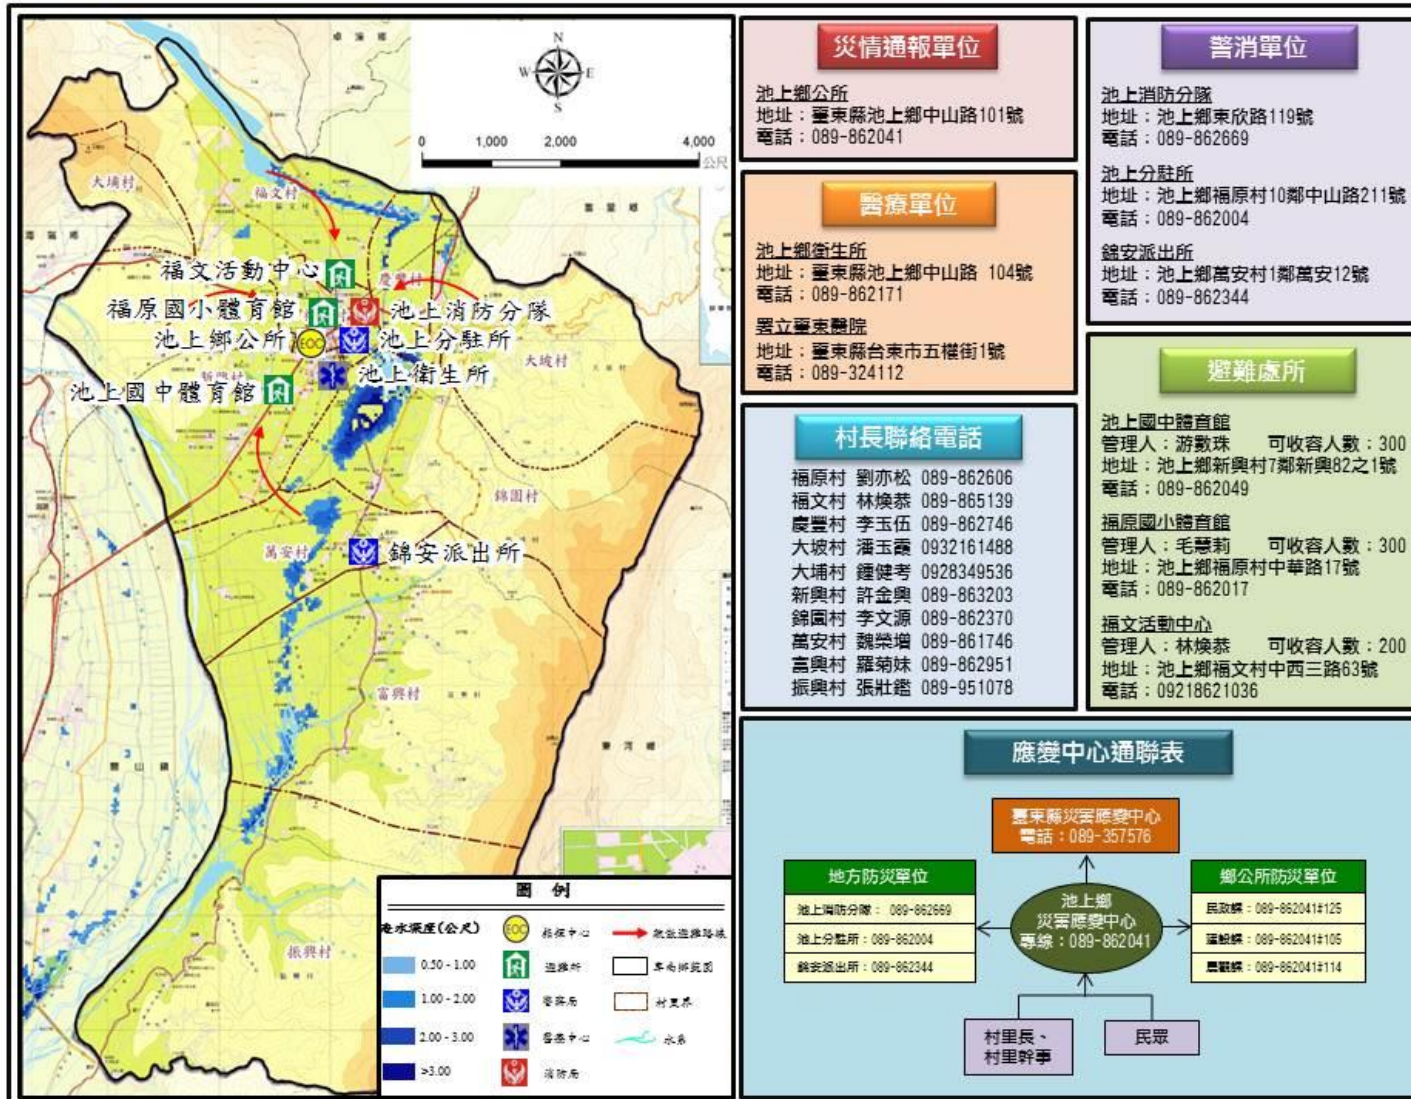 卓溪鄉
N
W E
S
0 1,000 2,000 4,000
公尺
大埔村
福文村
富里鄉
海端鄉
福文活動中心
慶豐村
福原國小體育館
池上消防分隊
池上鄉公所
EOC
池上分駐所
大坡村
新興村
池上衛生所
池上國中體育館
錦園村
萬安村
錦安派出所
富興村
東河鄉
關山鎮
振興村
圖 例
淹水深度(公尺)
0.50 - 1.00
1.00 - 2.00
2.00 - 3.00
>3.00
EOC
指揮中心
避難所
警察局
醫療中心
消防局
疏散避難路線
村里界
水系
災情通報單位
池上鄉公所
地址：臺東縣池上鄉中山路101號
電話：089-862041
醫療單位
池上鄉衛生所
地址：臺東縣池上鄉中山路 104號
電話：089-862171
署立臺東醫院
地址：臺東縣台東市五權街1號
電話：089-324112
村長聯絡電話
福原村 劉亦松 089-862606
福文村 林煥恭 089-865139
慶豐村 李玉伍 089-862746
大坡村 潘玉霞 0932161488
大埔村 鍾健考 0928349536
新興村 許金興 089-863203
錦園村 李文源 089-862370
萬安村 魏榮增 089-861746
富興村 羅菊妹 089-862951
振興村 張壯鑑 089-951078
警消單位
池上消防分隊
地址：池上鄉東欣路119號
電話：089-862669
池上分駐所
地址：池上鄉福原村10鄰中山路211號
電話：089-862004
錦安派出所
地址：池上鄉萬安村1鄰萬安12號
電話：089-862344
避難處所
池上國中體育館
管理人：游數珠 可收容人數：300
地址：池上鄉新興村7鄰新興82之1號
電話：089-862049
福原國小體育館
管理人：毛慧莉 可收容人數：300
地址：池上鄉福原村中華路17號
電話：089-862017
福文活動中心
管理人：林煥恭 可收容人數：200
地址：池上鄉福文村中西三路63號
電話：09218621036
應變中心通聯表
臺東縣災害應變中心
電話：089-357576
地方防災單位
池上消防分隊： 089-862669
池上分駐所：089-862004
錦安派出所：089-862344
池上鄉
災害應變中心
專線：089-862041
鄉公所防災單位
民政課：089-862041#125
建設課：089-862041#105
農觀課：089-862041#114
村里長、
村里幹事
民眾